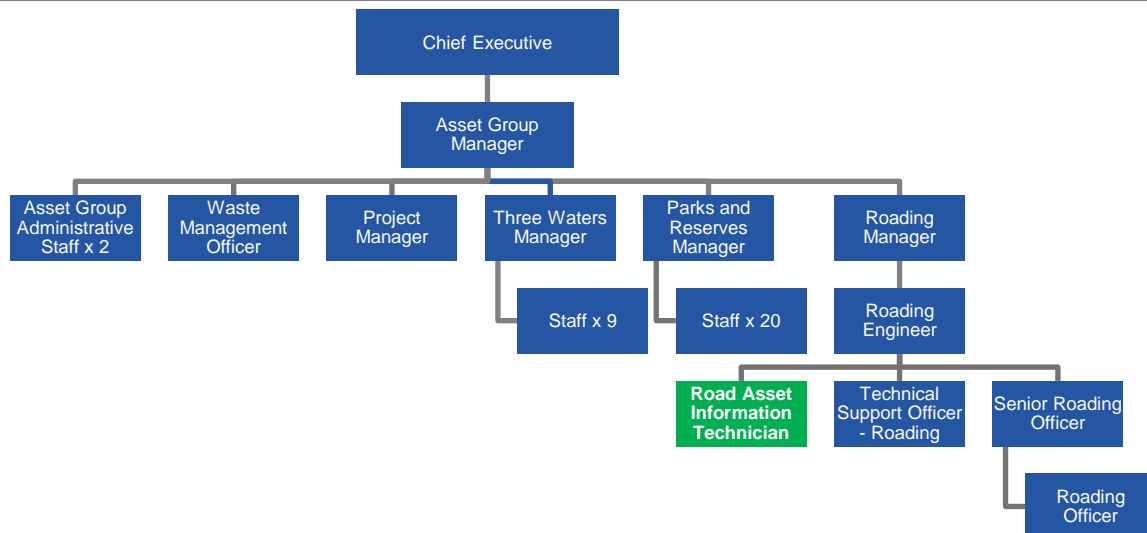 Chief Executive
Asset Group
Manager
Asset Group
Administrative
Staff x 2
Waste
Management
Officer
Project
Manager
Three Waters
Manager
Parks and
Reserves
Manager
Roading
Manager
Staff x 9
Staff x 20
Roading
Engineer
Road Asset
Information
Technician
Technical
Support Officer
- Roading
Senior Roading
Officer
Roading
Officer